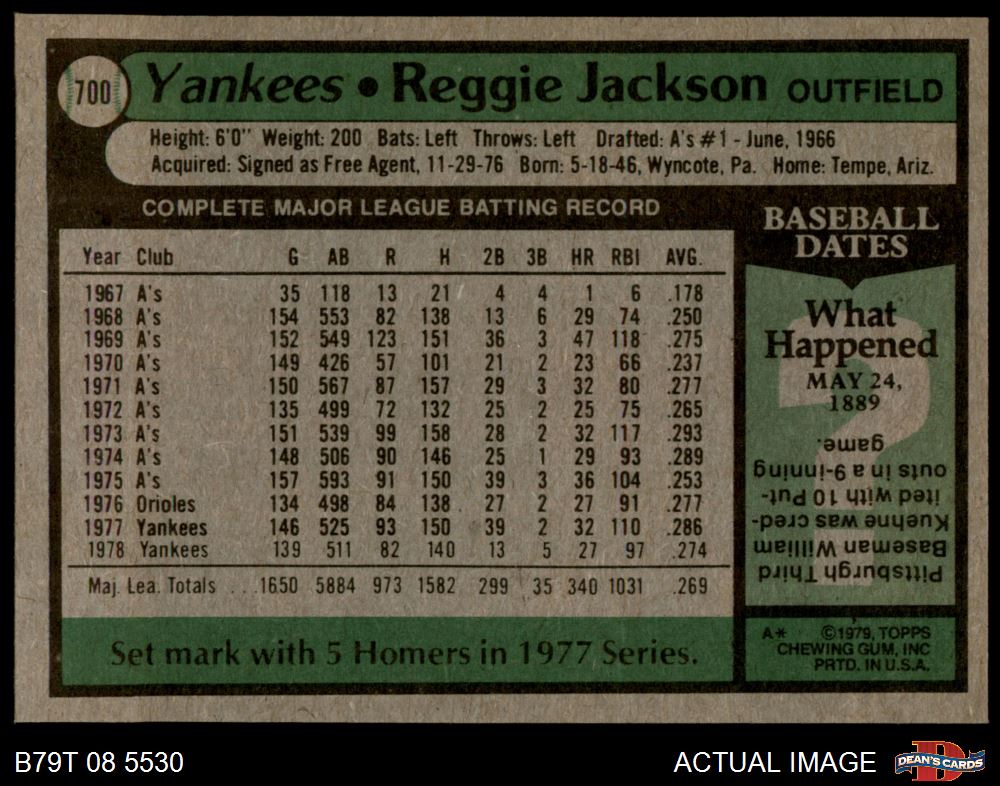 700 Yankees • Reggie Jackson OUTFIELD
Height: 6'0" Weight: 200 Bats: Left Throws: Left Drafted: A's #1 - June, 1966
Acquired: Signed as Free Agent, 11-29-76 Born: 5-18-46, Wyncote, Pa. Home: Tempe, Ariz.
COMPLETE MAJOR LEAGUE BATTING RECORD
Year Club G AB R H 2B 3B HR RBI AVG.
1967 A's 35 118 13 21 4 4 1 6 .178
1968 A's 154 553 82 138 13 6 29 74 .250
1969 A's 152 549 123 151 36 3 47 118 .275
1970 A's 149 426 57 101 21 2 23 66 .237
1971 A's 150 567 87 157 29 3 32 80 .277
1972 A's 135 499 72 132 25 2 25 75 .265
1973 A's 151 539 99 158 28 2 32 117 .293
1974 A's 148 506 90 146 25 1 29 93 .289
1975 A's 157 593 91 150 39 3 36 104 .253
1976 Orioles 134 498 84 138 27 2 27 91 .277
1977 Yankees 146 525 93 150 39 2 32 110 .286
1978 Yankees 139 511 82 140 13 5 27 97 .274
Maj. Lea. Totals ...1650 5884 973 1582 299 35 340 1031 .269
Set mark with 5 Homers in 1977 Series.
BASEBALL
DATES
What
Happened
MAY 24,
1889
Pittsburgh Third
Baseman William
Kuehne was cred-
ited with 10 Put-
outs in a 9-inning
game.
A* ©1979, TOPPS
CHEWING GUM, INC
PRTD. IN U.S.A.
B79T 08 5530
ACTUAL IMAGE
D
DEAN'S CARDS